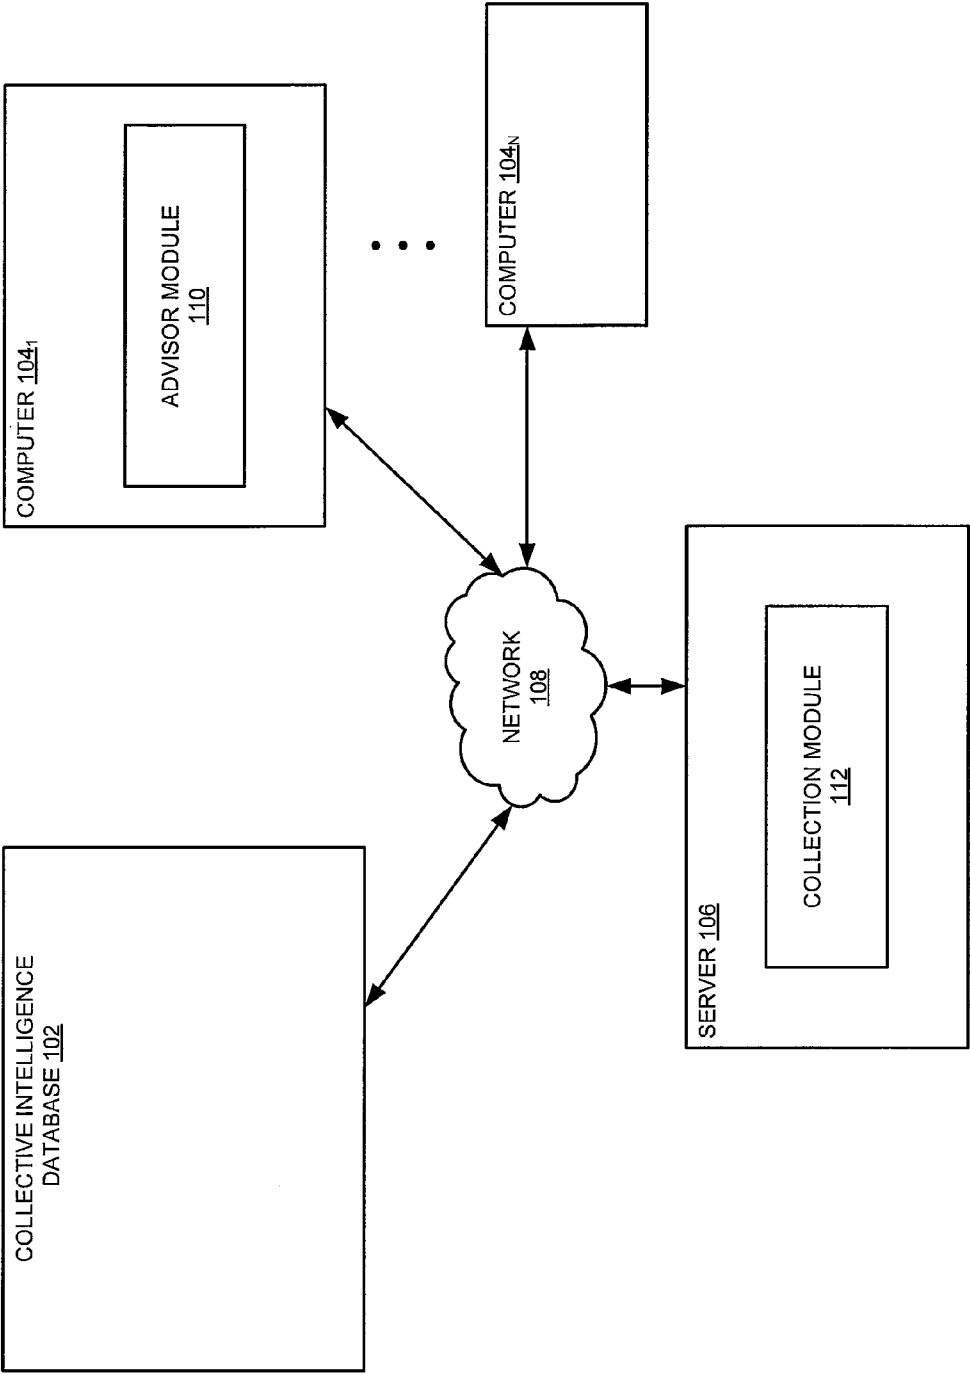 COLLECTIVE INTELLIGENCE
DATABASE 102
COMPUTER 104₁
ADVISOR MODULE
110
NETWORK
108
COMPUTER 104N
SERVER 106
COLLECTION MODULE
112